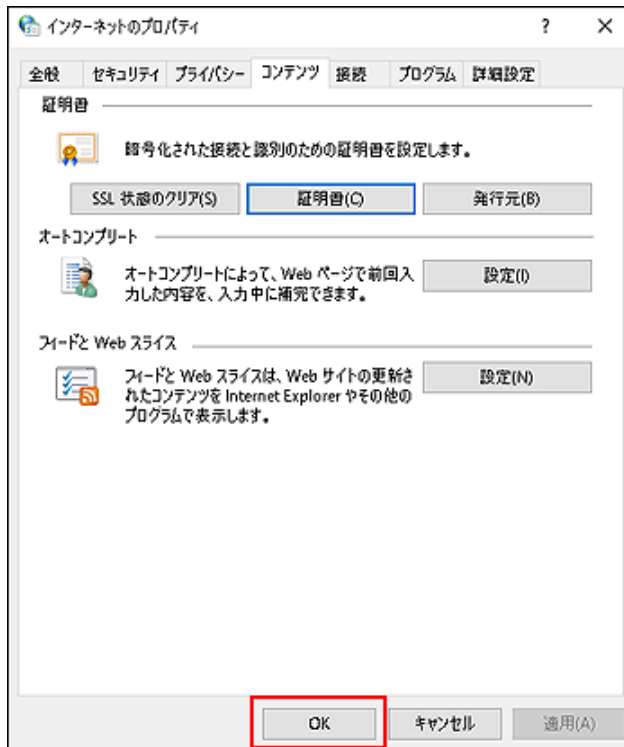 インターネットのプロパティ ? ×
全般 セキュリティ プライバシー コンテンツ 接続 プログラム 詳細設定
証明書
暗号化された接続と識別のための証明書を設定します。
SSL 状態のクリア(S) 証明書(C) 発行元(B)
オートコンプリート
オートコンプリートによって、Web ページで前回入
力した内容を、入力中に補完できます。
設定(I)
フィードと Web スライス
フィードと Web スライスは、Web サイトの更新さ
れたコンテンツを Internet Explorer やその他の
プログラムで表示します。
設定(N)
OK キャンセル 適用(A)